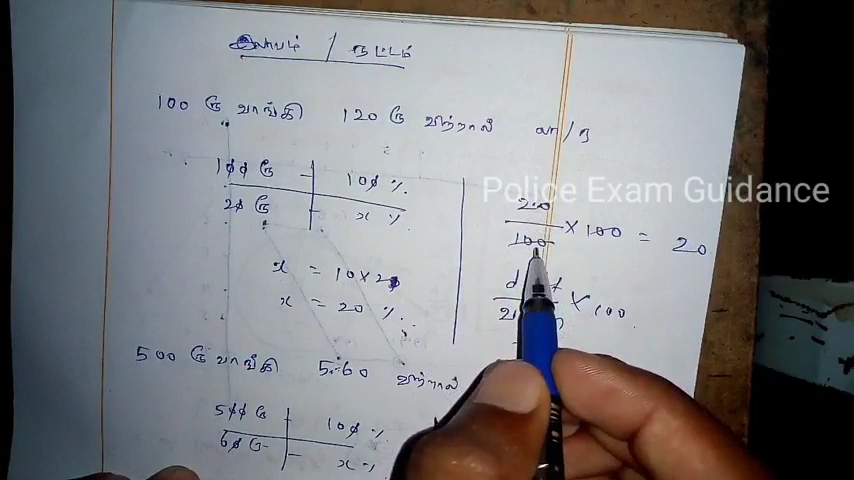 இலாபம் / நட்டம்
100 ரூ வாங்கி 120 ரூ விற்றால் லா/ந
100 ரூ - 100 %
20 ரூ - x %
x = 10 × 2
x = 20 %
20/100 × 100 = 20
× 100
500 ரூ வாங்கி 560 விற்றால்
500 ரூ - 100 %
60 ரூ - x %
Police Exam Guidance